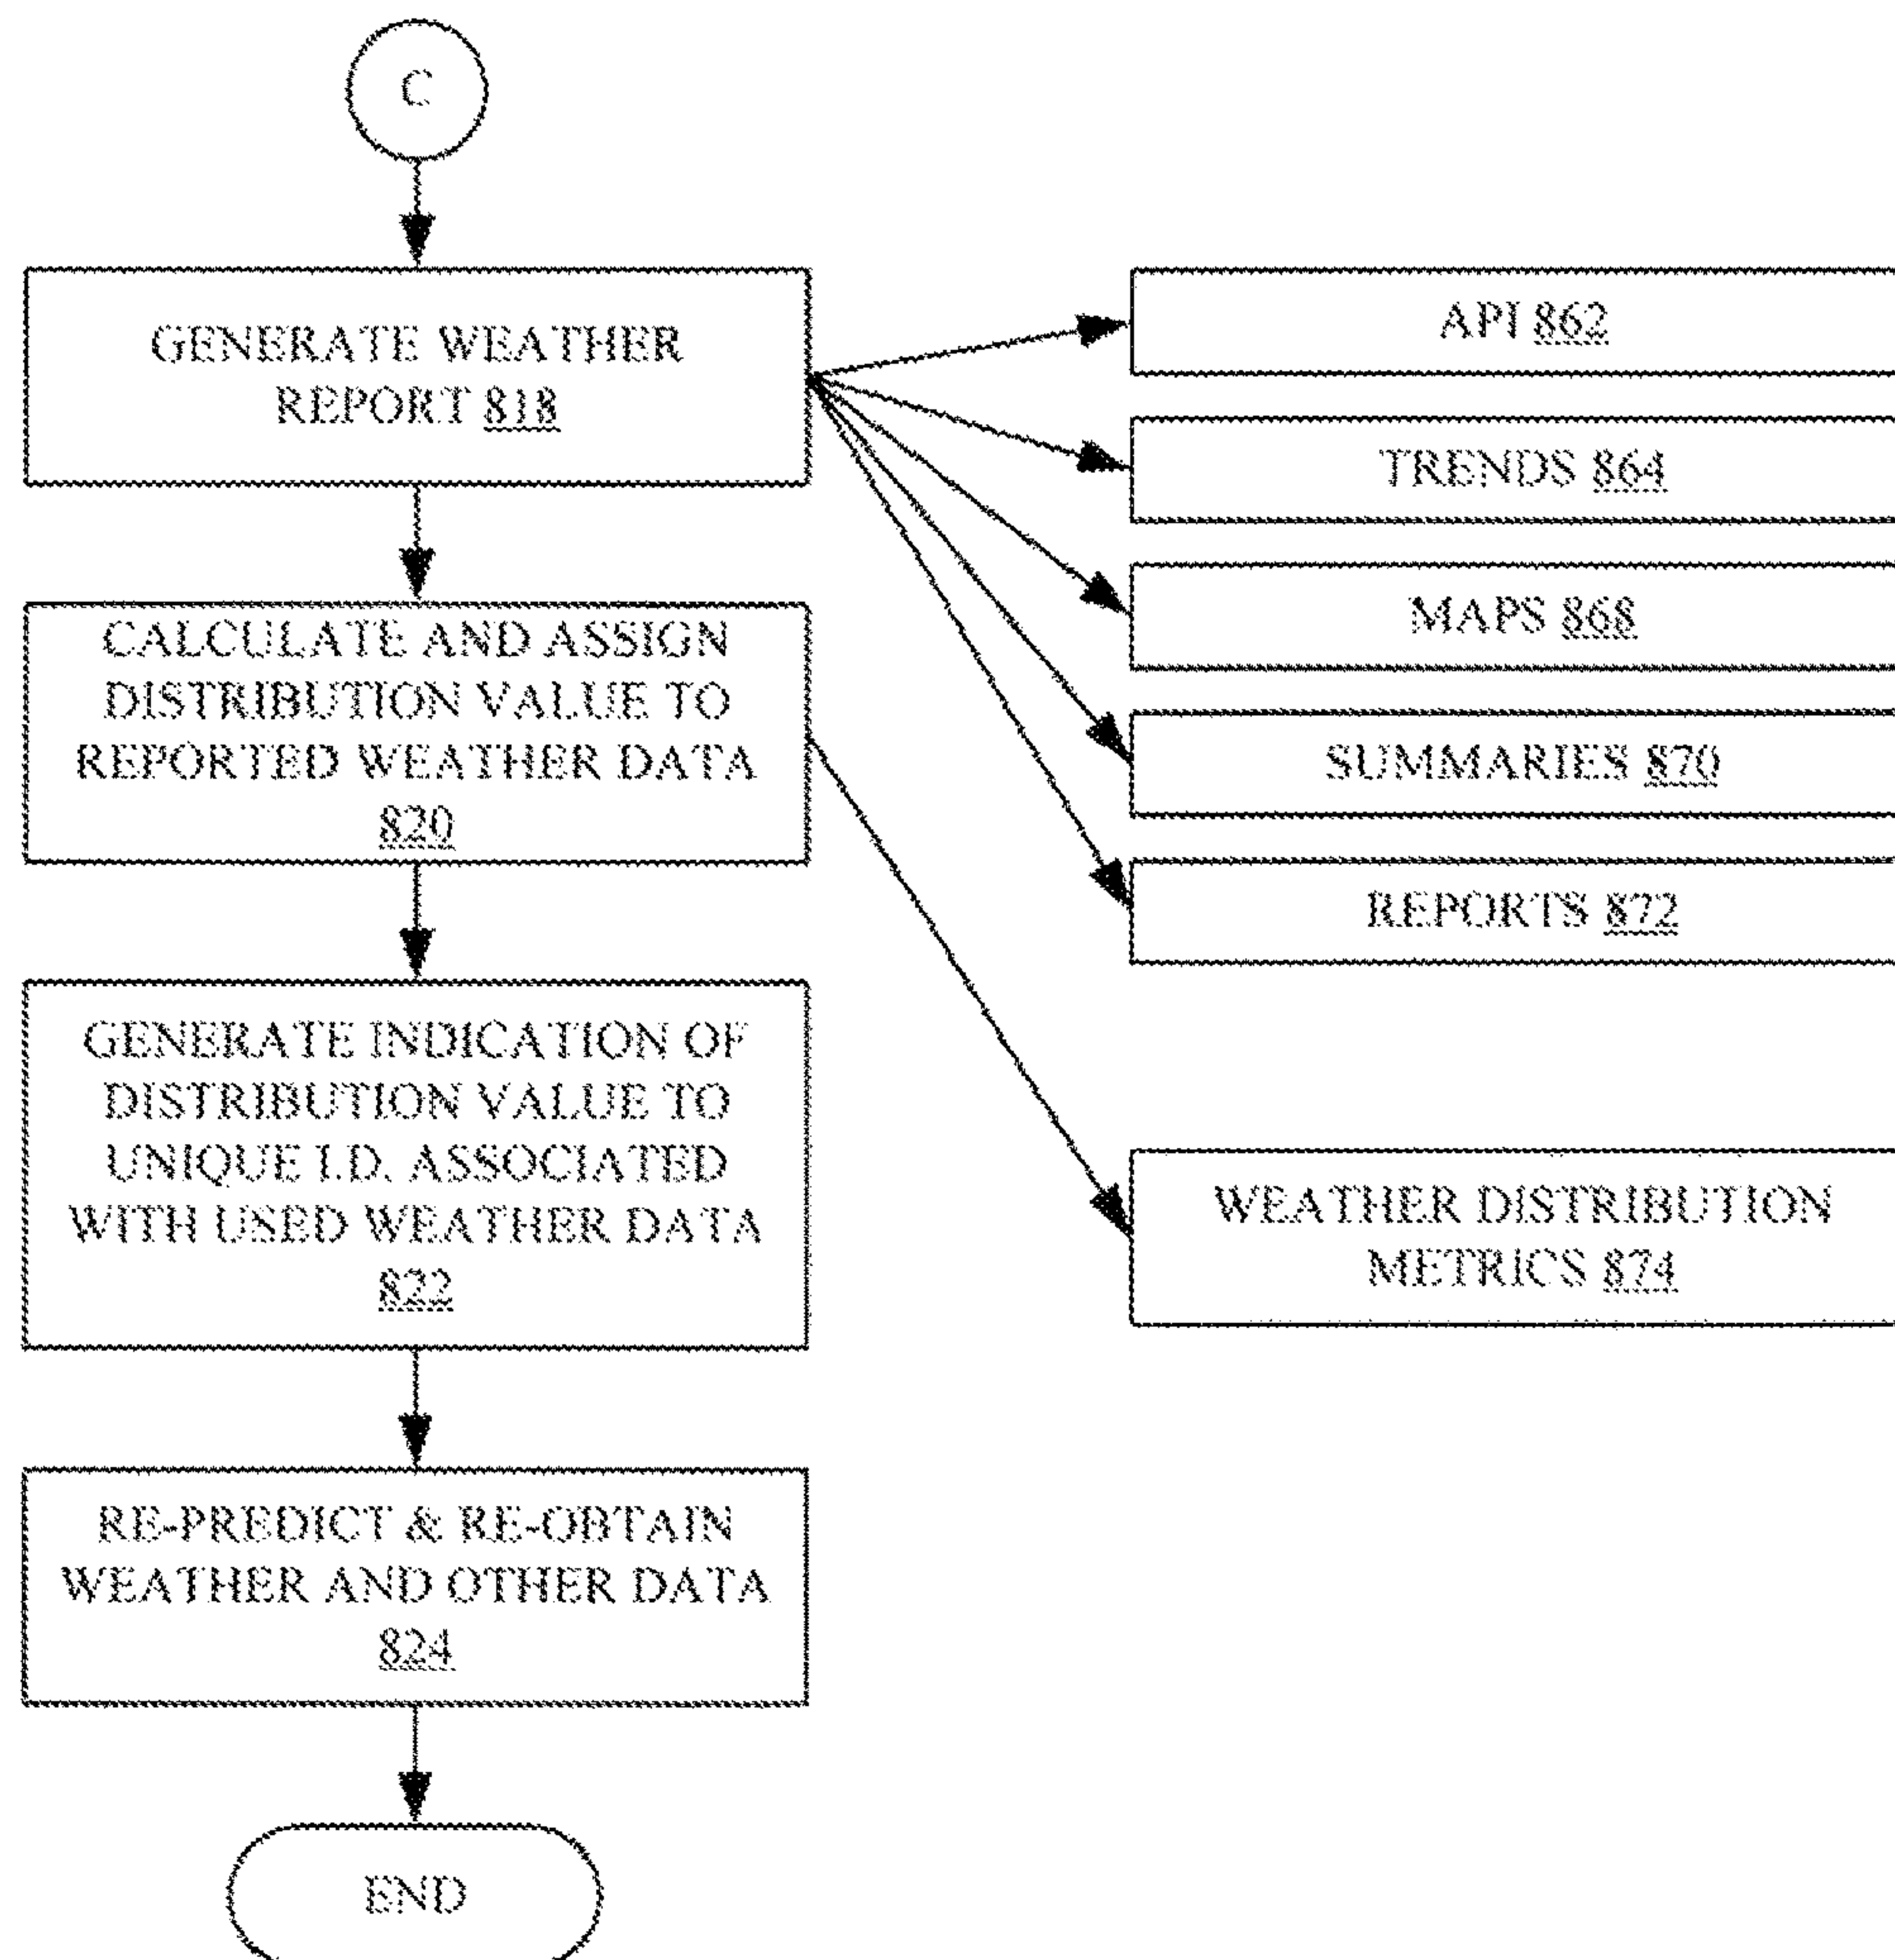 C
GENERATE WEATHER
REPORT 818
CALCULATE AND ASSIGN
DISTRIBUTION VALUE TO
REPORTED WEATHER DATA
820
GENERATE INDICATION OF
DISTRIBUTION VALUE TO
UNIQUE I.D. ASSOCIATED
WITH USED WEATHER DATA
822
RE-PREDICT & RE-OBTAIN
WEATHER AND OTHER DATA
824
END
API 862
TRENDS 864
MAPS 868
SUMMARIES 870
REPORTS 872
WEATHER DISTRIBUTION
METRICS 874